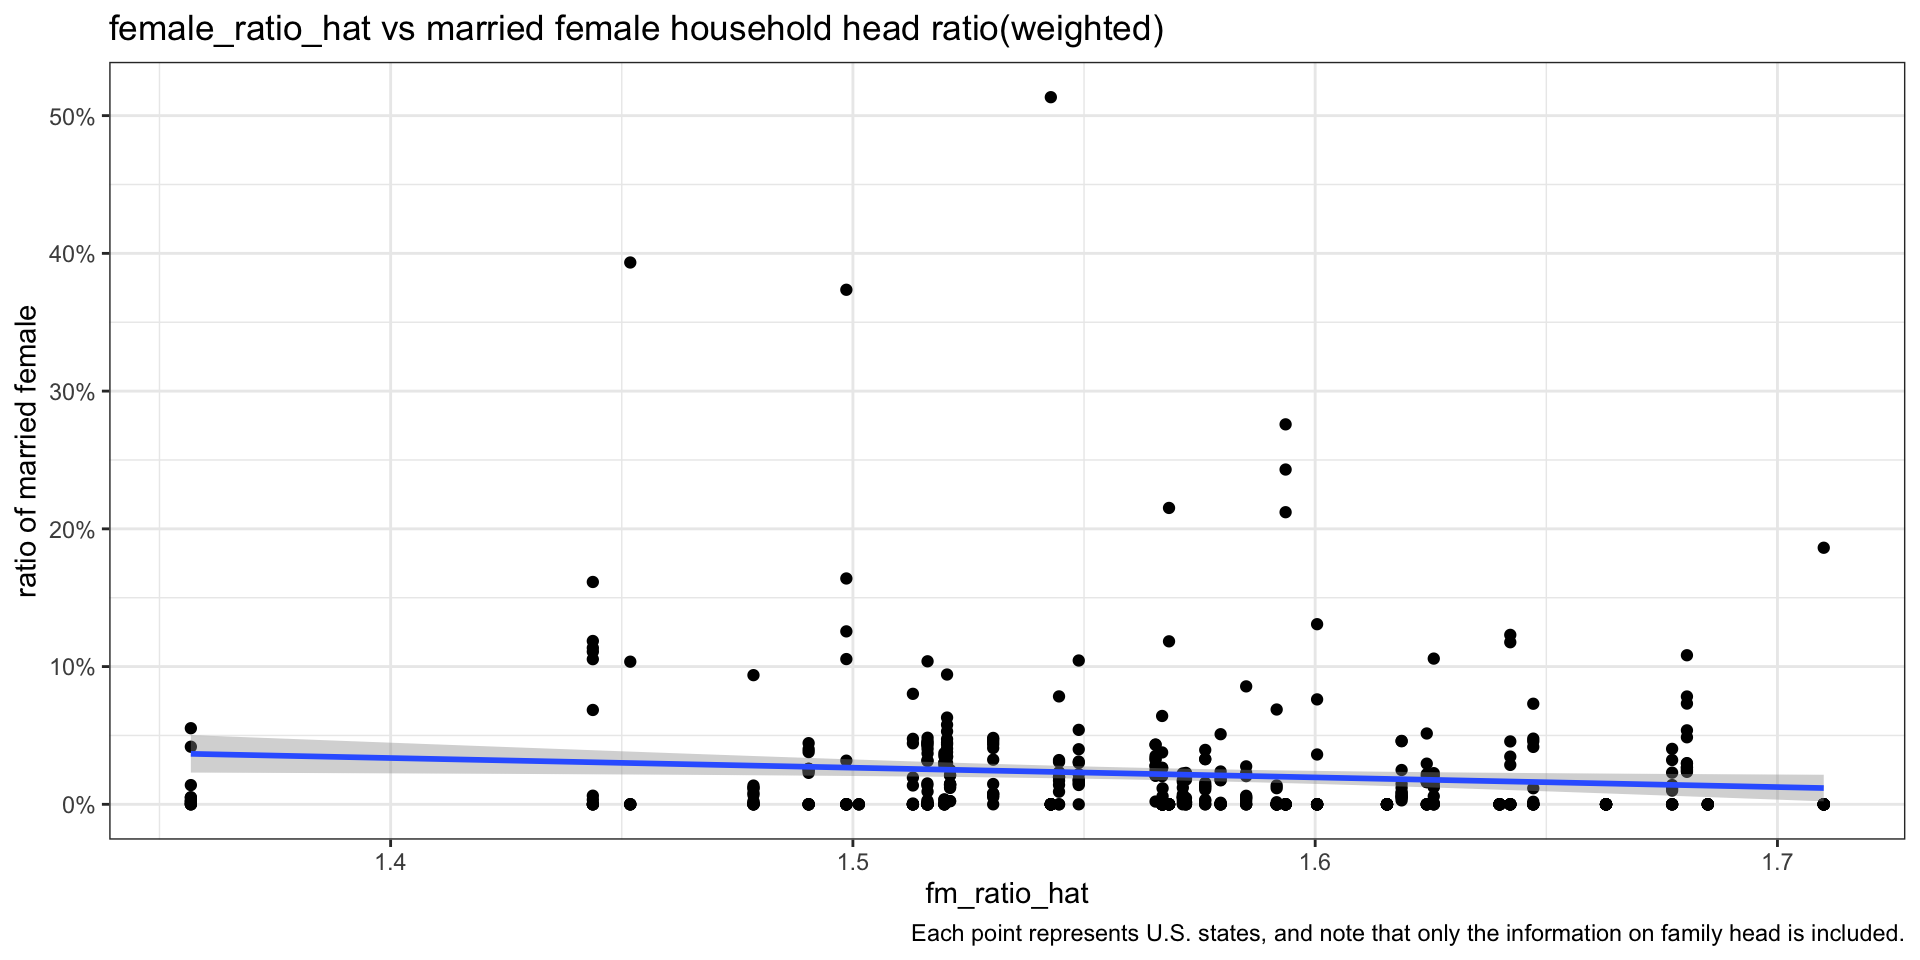 female_ratio_hat vs married female household head ratio(weighted)
50%
40%
30%
20%
10%
0%
ratio of married female
1.4
1.5
1.6
1.7
fm_ratio_hat
Each point represents U.S. states, and note that only the information on family head is included.